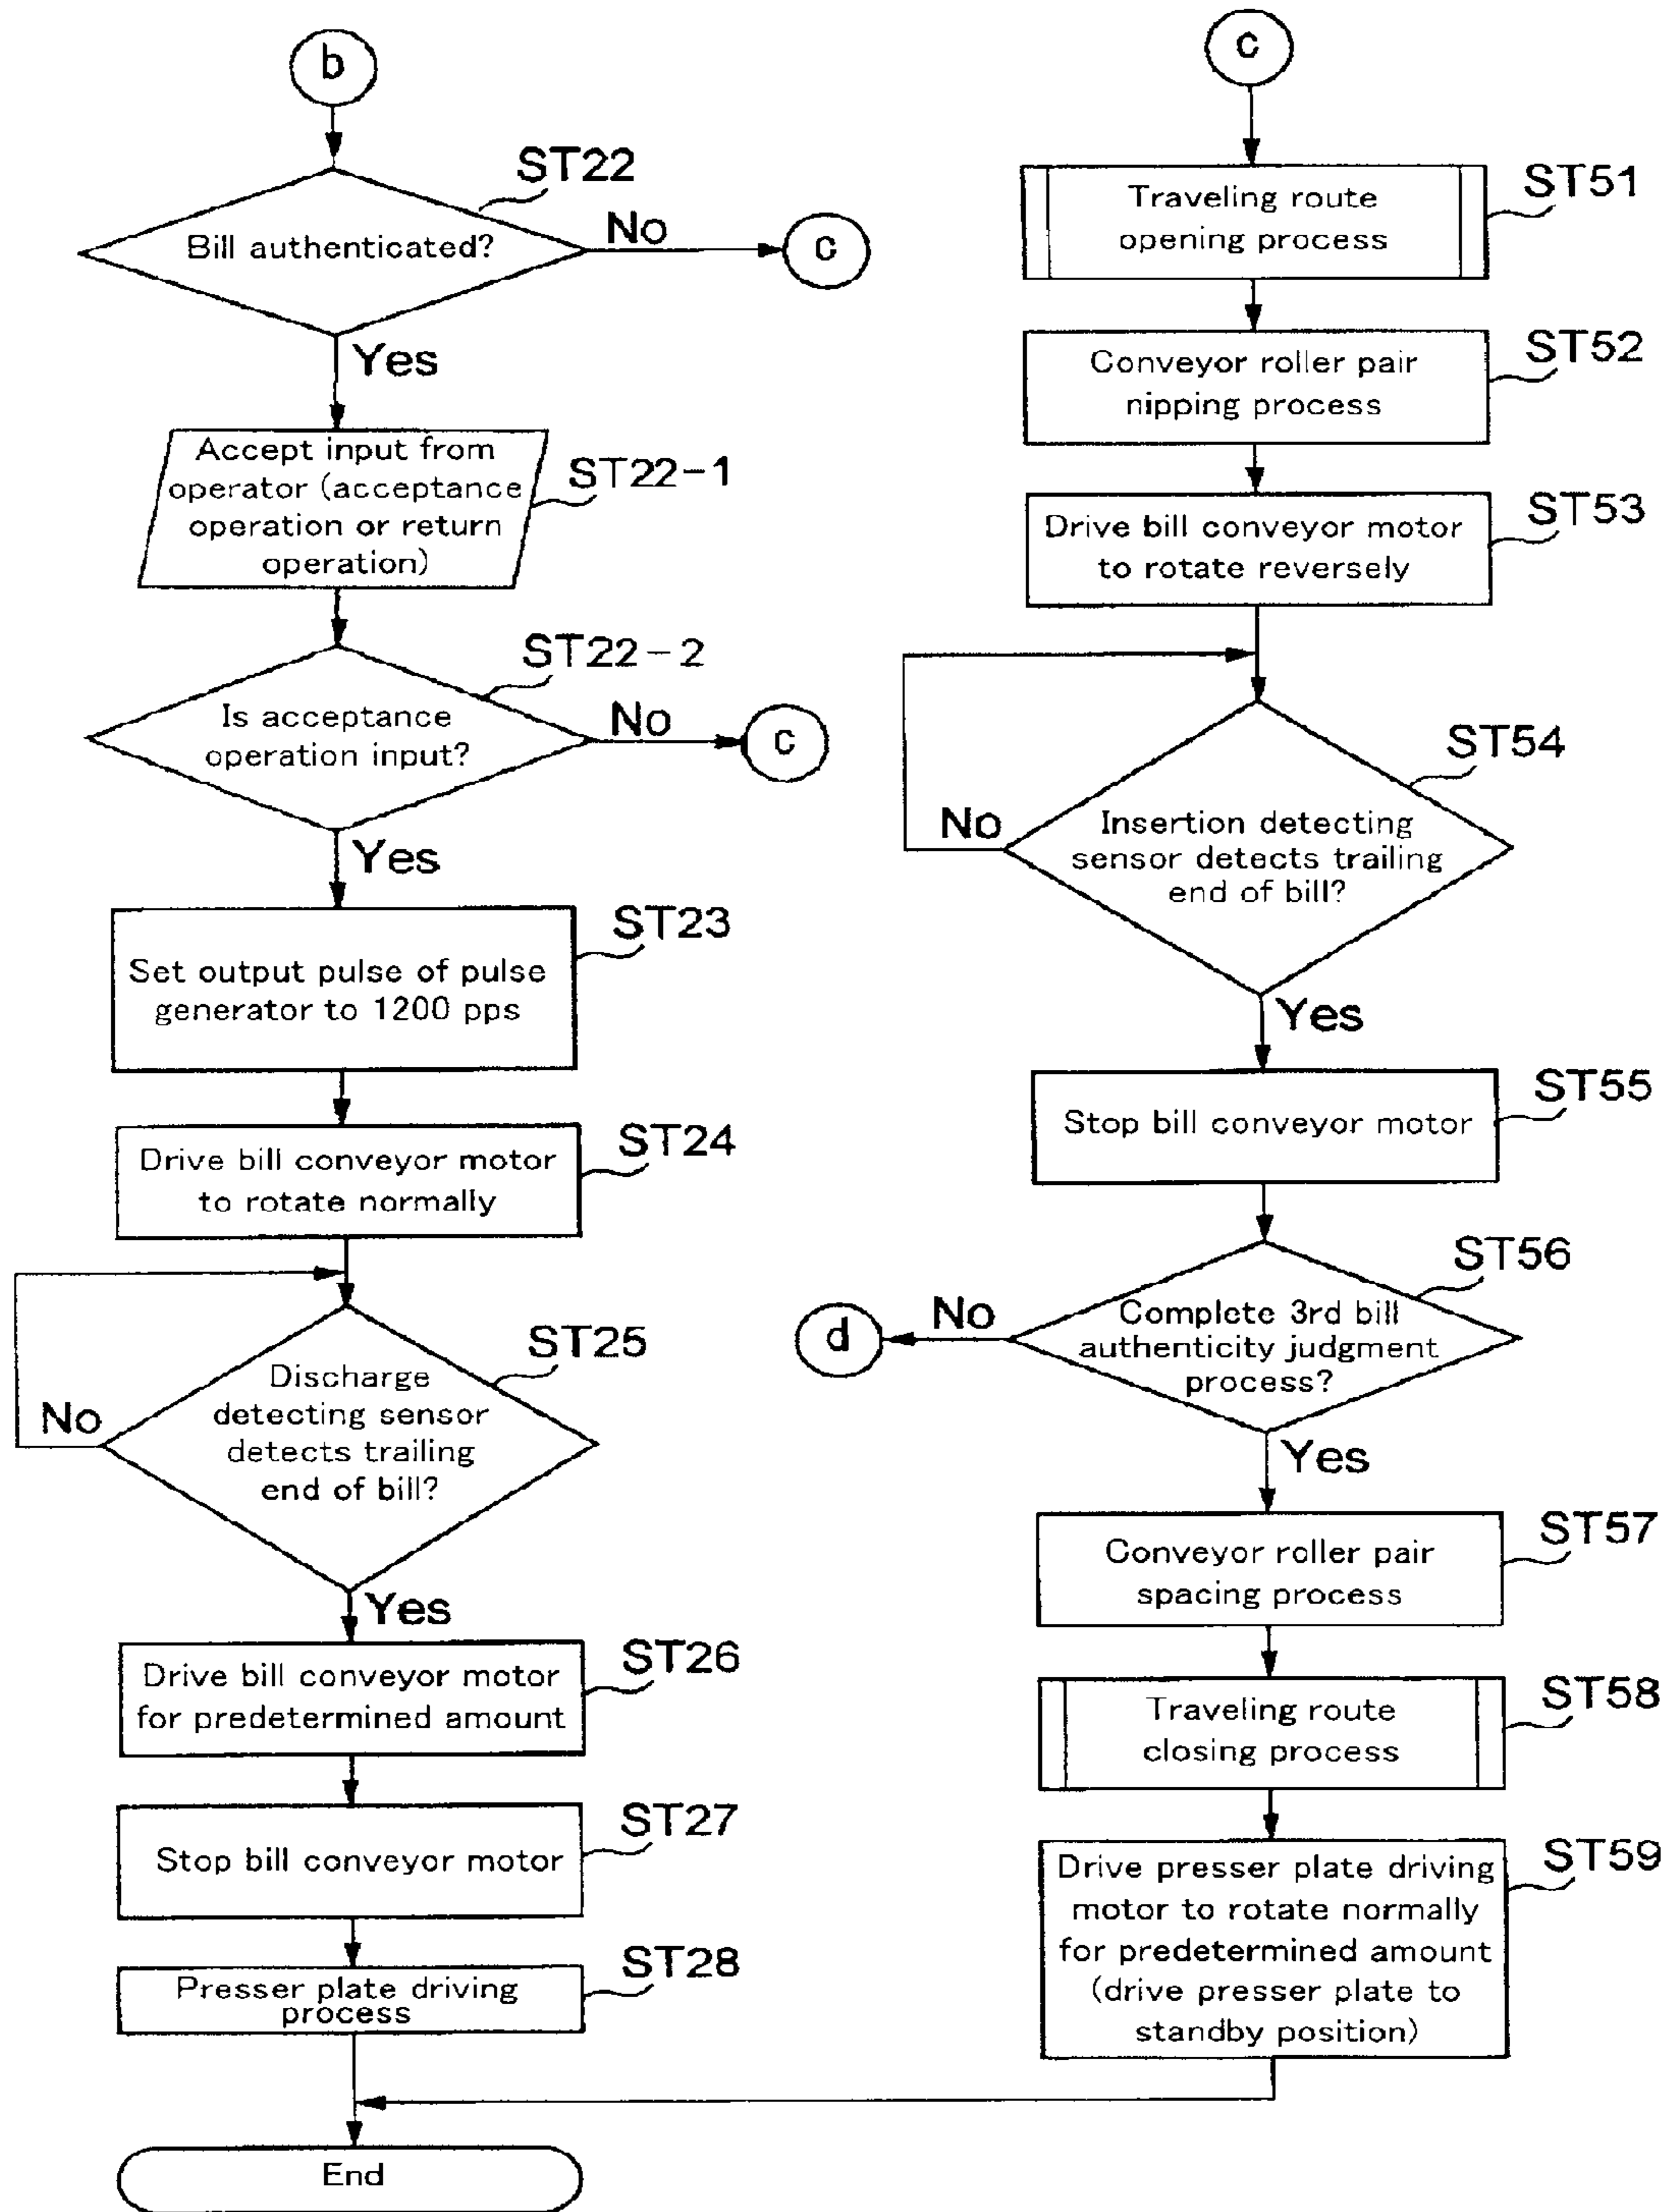 b
ST22
Bill authenticated?
No
c
Yes
Accept input from
operator (acceptance
operation or return
operation)
ST22-1
ST22-2
Is acceptance
operation input?
No
c
Yes
ST23
Set output pulse of pulse
generator to 1200 pps
ST24
Drive bill conveyor motor
to rotate normally
ST25
Discharge
detecting sensor
detects trailing
end of bill?
No
Yes
ST26
Drive bill conveyor motor
for predetermined amount
ST27
Stop bill conveyor motor
ST28
Presser plate driving
process
End
c
ST51
Traveling route
opening process
ST52
Conveyor roller pair
nipping process
ST53
Drive bill conveyor motor
to rotate reversely
ST54
Insertion detecting
sensor detects trailing
end of bill?
No
Yes
ST55
Stop bill conveyor motor
ST56
Complete 3rd bill
authenticity judgment
process?
No
d
Yes
ST57
Conveyor roller pair
spacing process
ST58
Traveling route
closing process
ST59
Drive presser plate driving
motor to rotate normally
for predetermined amount
(drive presser plate to
standby position)